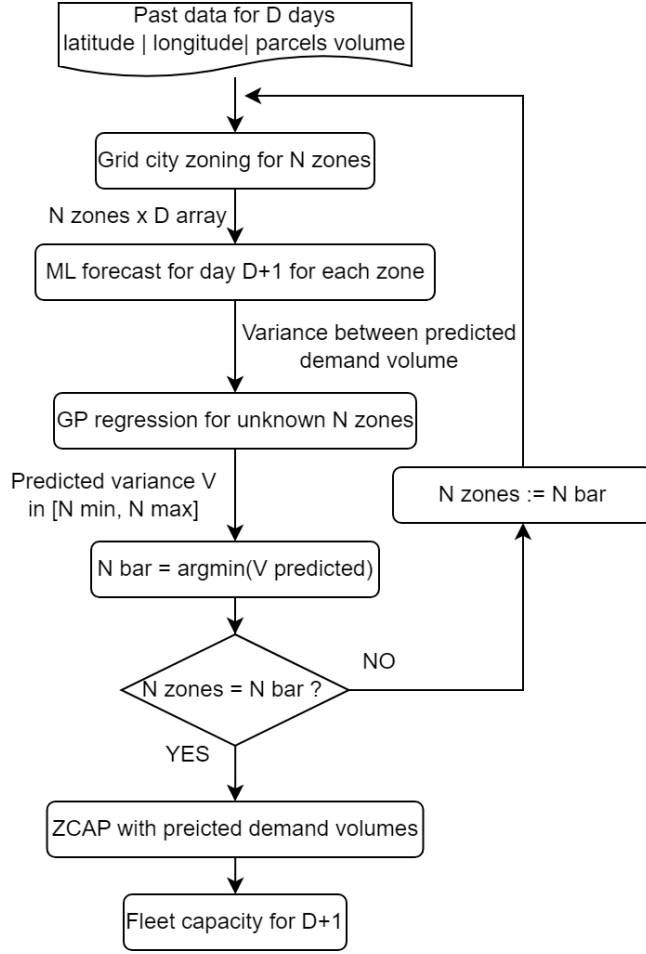 Past data for D days
latitude | longitude| parcels volume
Grid city zoning for N zones
N zones x D array
ML forecast for day D+1 for each zone
Variance between predicted
demand volume
GP regression for unknown N zones
Predicted variance V
in [N min, N max]
N zones := N bar
N bar = argmin(V predicted)
NO
N zones = N bar ?
YES
ZCAP with preicted demand volumes
Fleet capacity for D+1